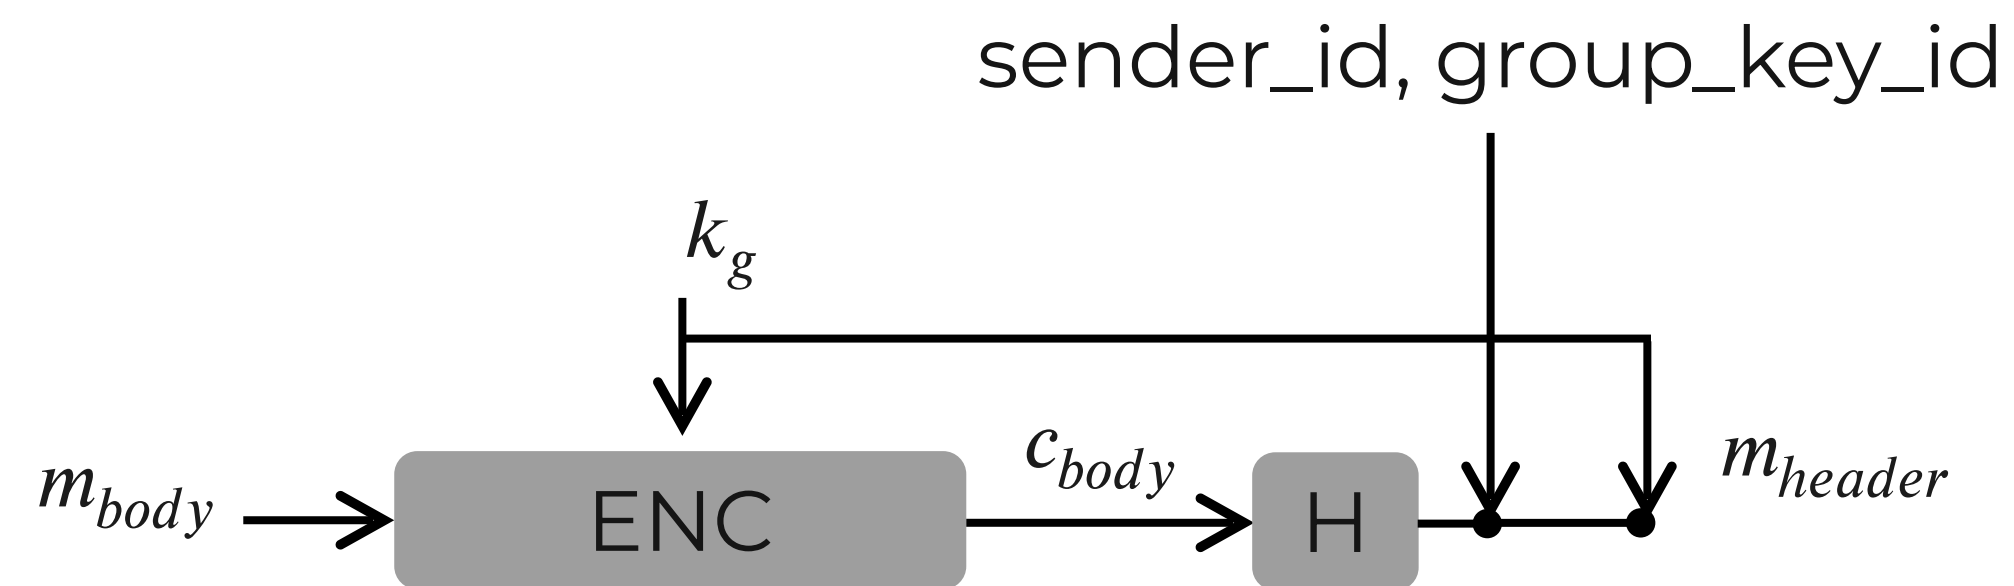 sender_id, group_key_id
k_g
c_body
m_header
m_body
ENC
H